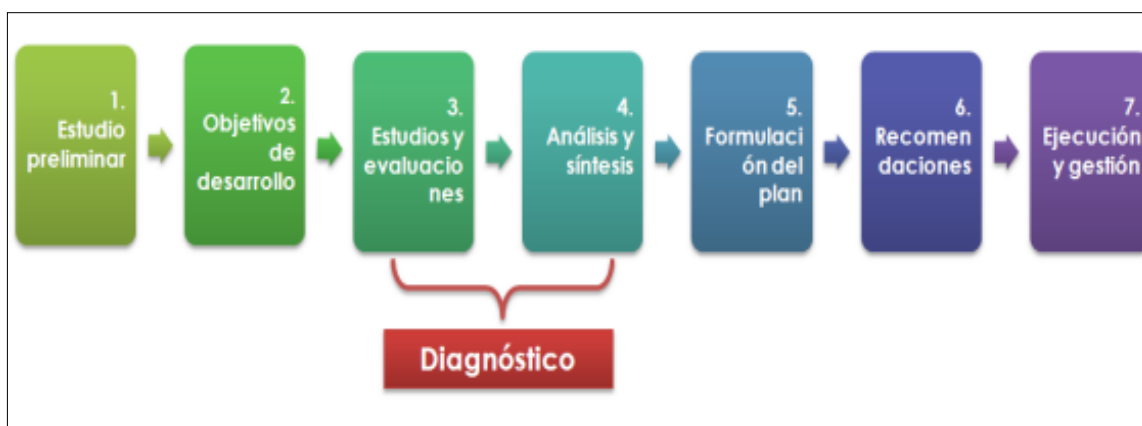 1.
Estudio
preliminar
2.
Objetivos
de
desarrollo
3.
Estudios y
evaluacio
nes
4.
Análisis y
síntesis
5.
Formulaci
ón del
plan
6.
Recomen
daciones
7.
Ejecución
y gestión
Diagnóstico